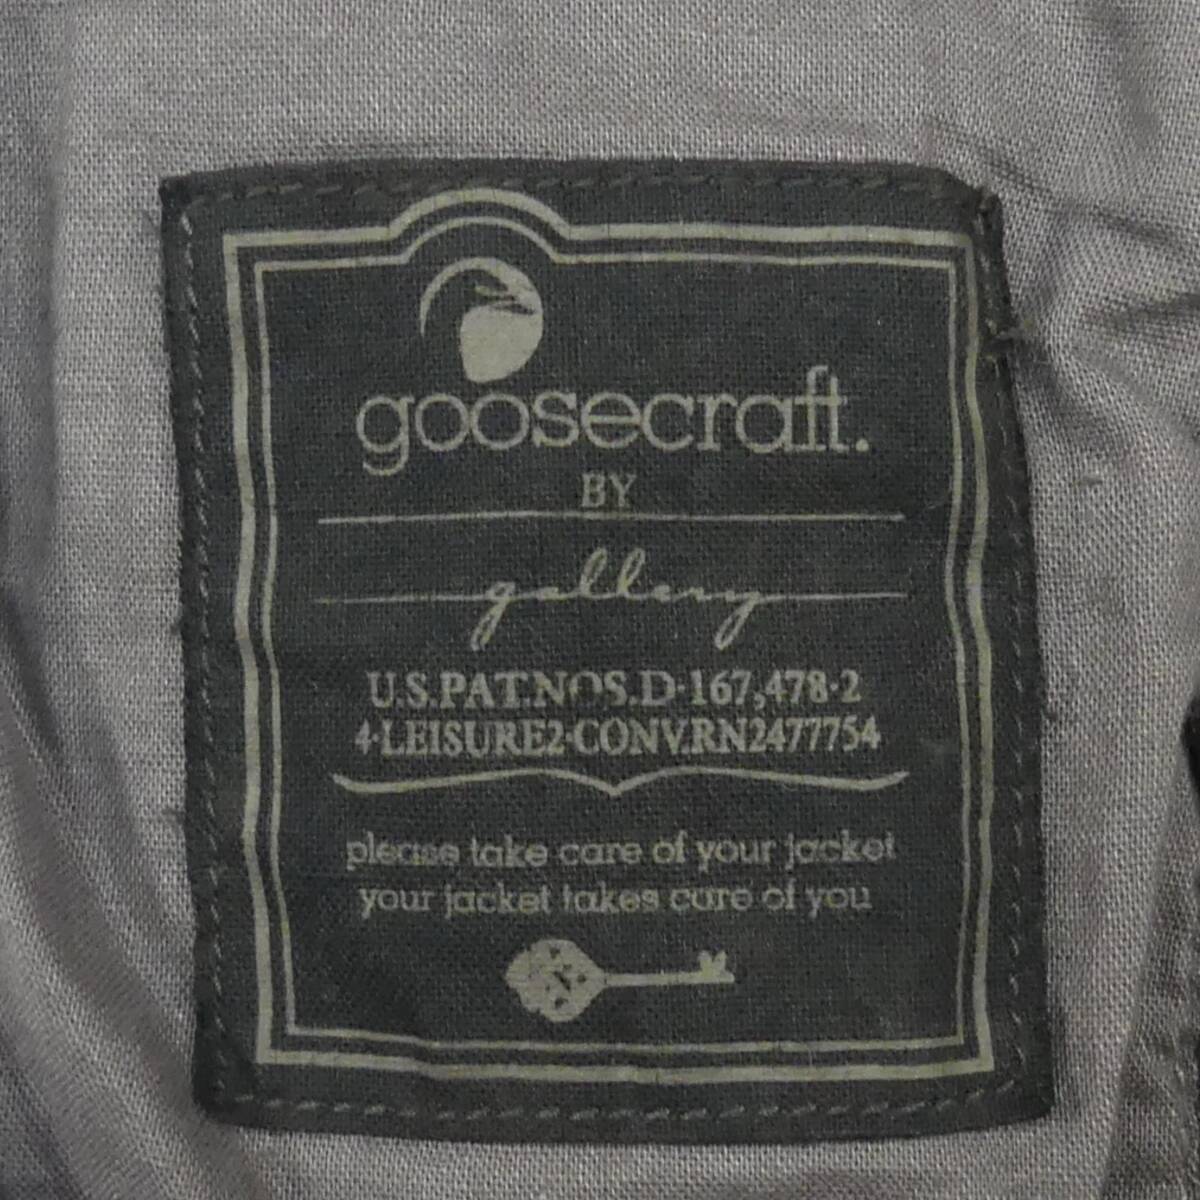 goosecraft.
BY
gallery
U.S.PAT.NOS.D·167,478·2
4·LEISURE2·CONV.RN2477754
please take care of your jacket
your jacket takes care of you